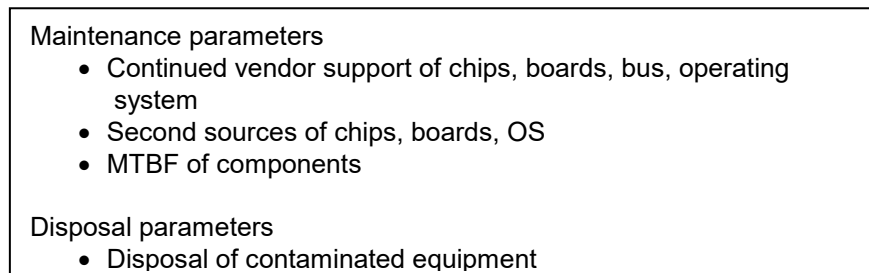 Maintenance parameters
• Continued vendor support of chips, boards, bus, operating
system
• Second sources of chips, boards, OS
• MTBF of components
Disposal parameters
• Disposal of contaminated equipment